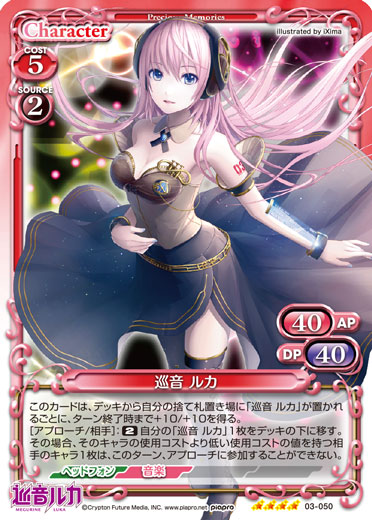 Precious Memories
Character
illustrated by iXima
COST
5
SOURCE
2
03
40 AP
DP 40
巡音 ルカ
このカードは、デッキから自分の捨て札置き場に「巡音 ルカ」が置かれ
るごとに、ターン終了時まで+10/+10を得る。
[アプローチ/相手]:2 自分の「巡音 ルカ」1枚をデッキの下に移す。
その場合、そのキャラの使用コストより低い使用コストの値を持つ相
手のキャラ1枚は、このターン、アプローチに参加することができない。
ヘッドフォン 音楽
巡音ルカ
MEGURINE LUKA
©Crypton Future Media, INC. www.piapro.net piapro
03-050